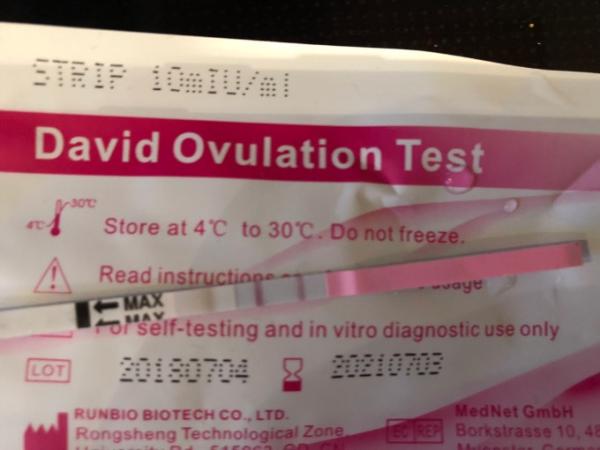 STRIP 10mIU/ml
David Ovulation Test
30℃
4℃
Store at 4℃ to 30℃. Do not freeze.
Read instructions usage
MAX
MAX
For self-testing and in vitro diagnostic use only
LOT 20190704 20210703
RUNBIO BIOTECH CO., LTD.
Rongsheng Technological Zone
EC REP
MedNet GmbH
Borkstrasse 10, 48